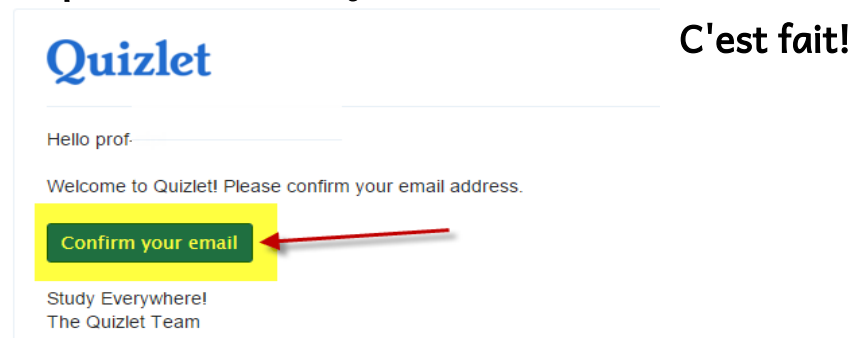 Quizlet
C'est fait!
Hello prof
Welcome to Quizlet! Please confirm your email address.
Confirm your email
Study Everywhere!
The Quizlet Team